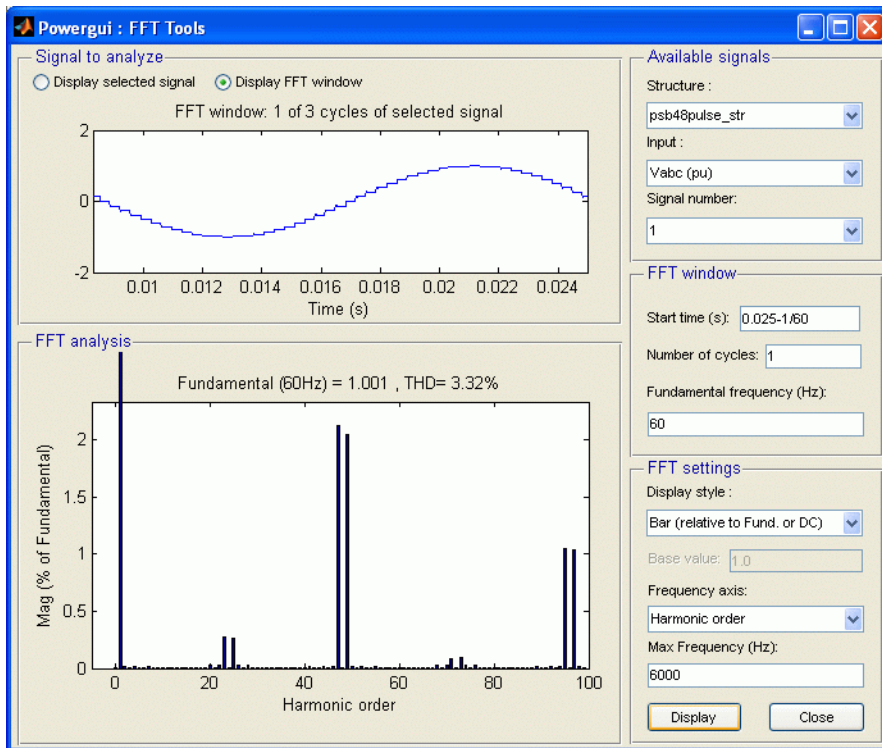 Powergui : FFT Tools
Signal to analyze
Display selected signal Display FFT window
FFT window: 1 of 3 cycles of selected signal
2
0
-2
0.01 0.012 0.014 0.016 0.018 0.02 0.022 0.024
Time (s)
FFT analysis
Fundamental (60Hz) = 1.001 , THD= 3.32%
Mag (% of Fundamental)
2
1.5
1
0.5
0
0 20 40 60 80 100
Harmonic order
Available signals
Structure :
psb48pulse_str
Input :
Vabc (pu)
Signal number:
1
FFT window
Start time (s): 0.025-1/60
Number of cycles: 1
Fundamental frequency (Hz):
60
FFT settings
Display style :
Bar (relative to Fund. or DC)
Base value: 1.0
Frequency axis:
Harmonic order
Max Frequency (Hz):
6000
Display Close